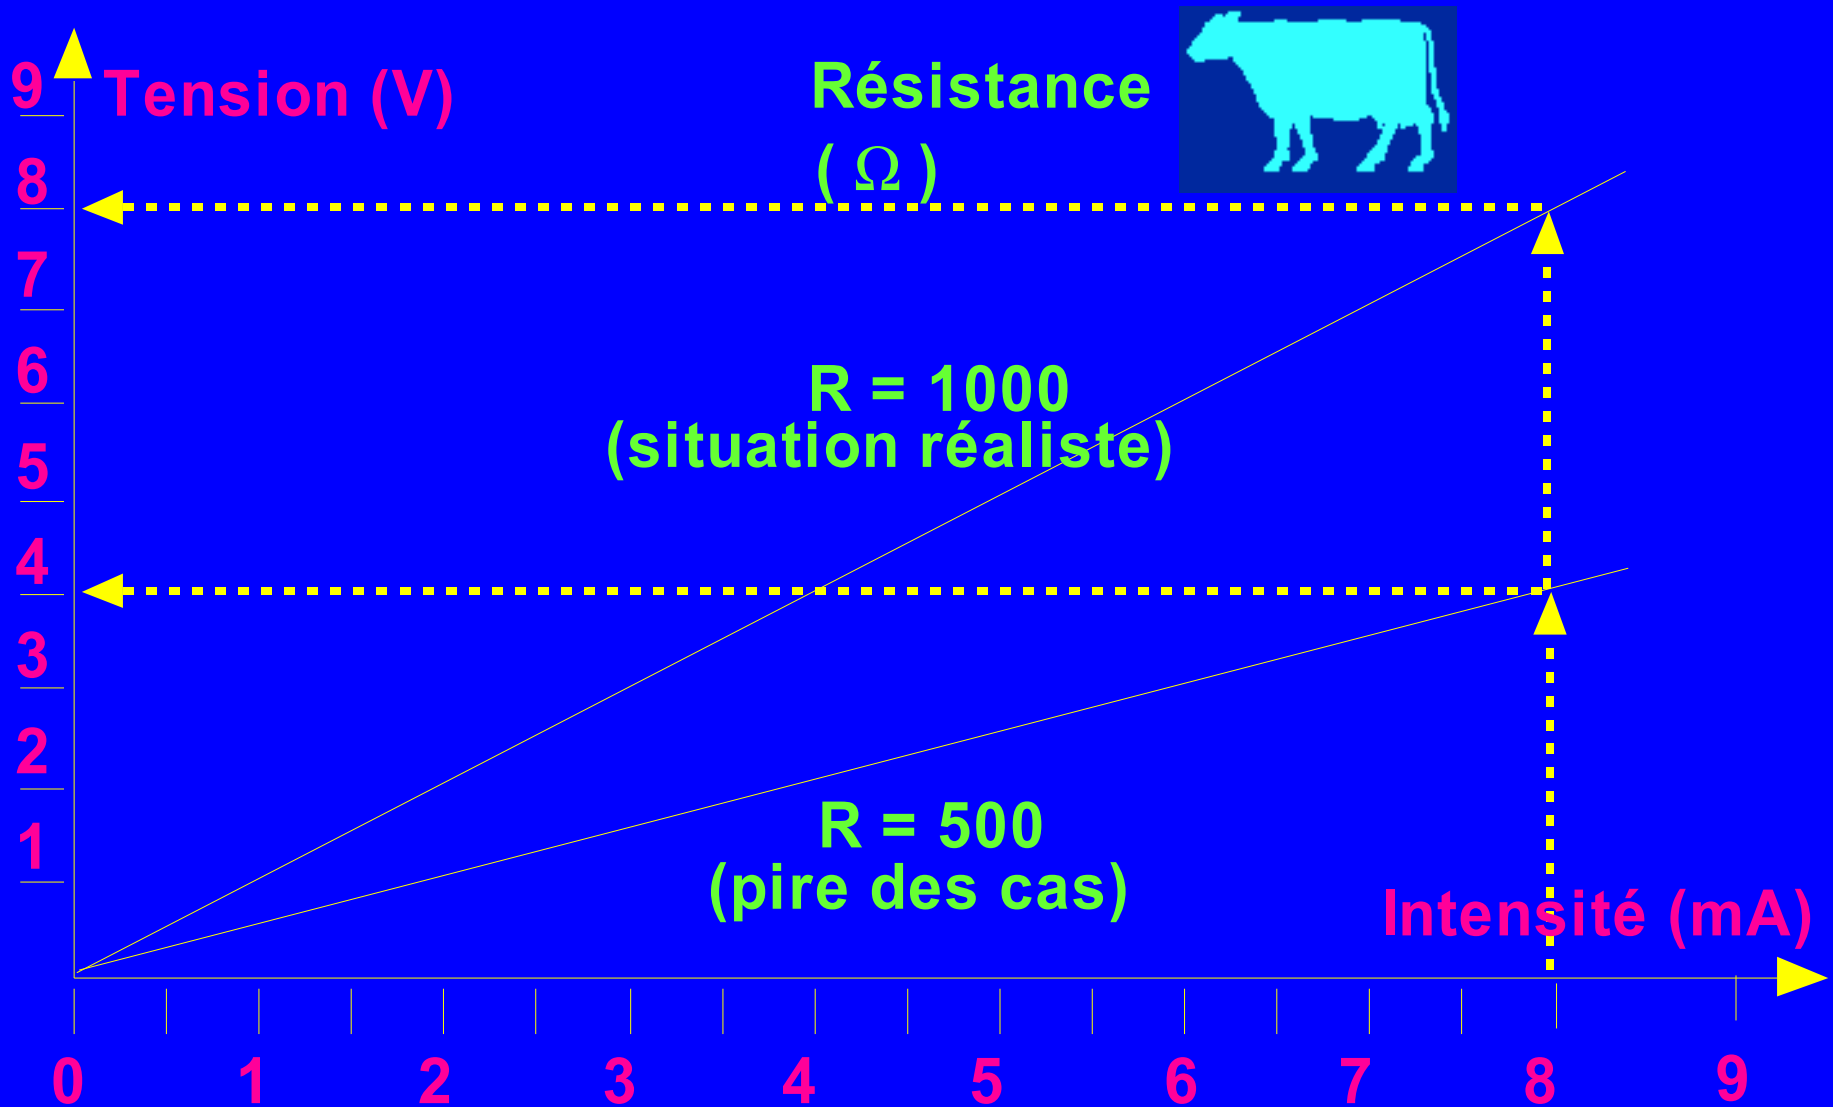 9
Tension (V)
Résistance
( Ω )
8
7
6
R = 1000
(situation réaliste)
5
4
3
2
R = 500
1
(pire des cas)
Intensité (mA)
0 1 2 3 4 5 6 7 8 9